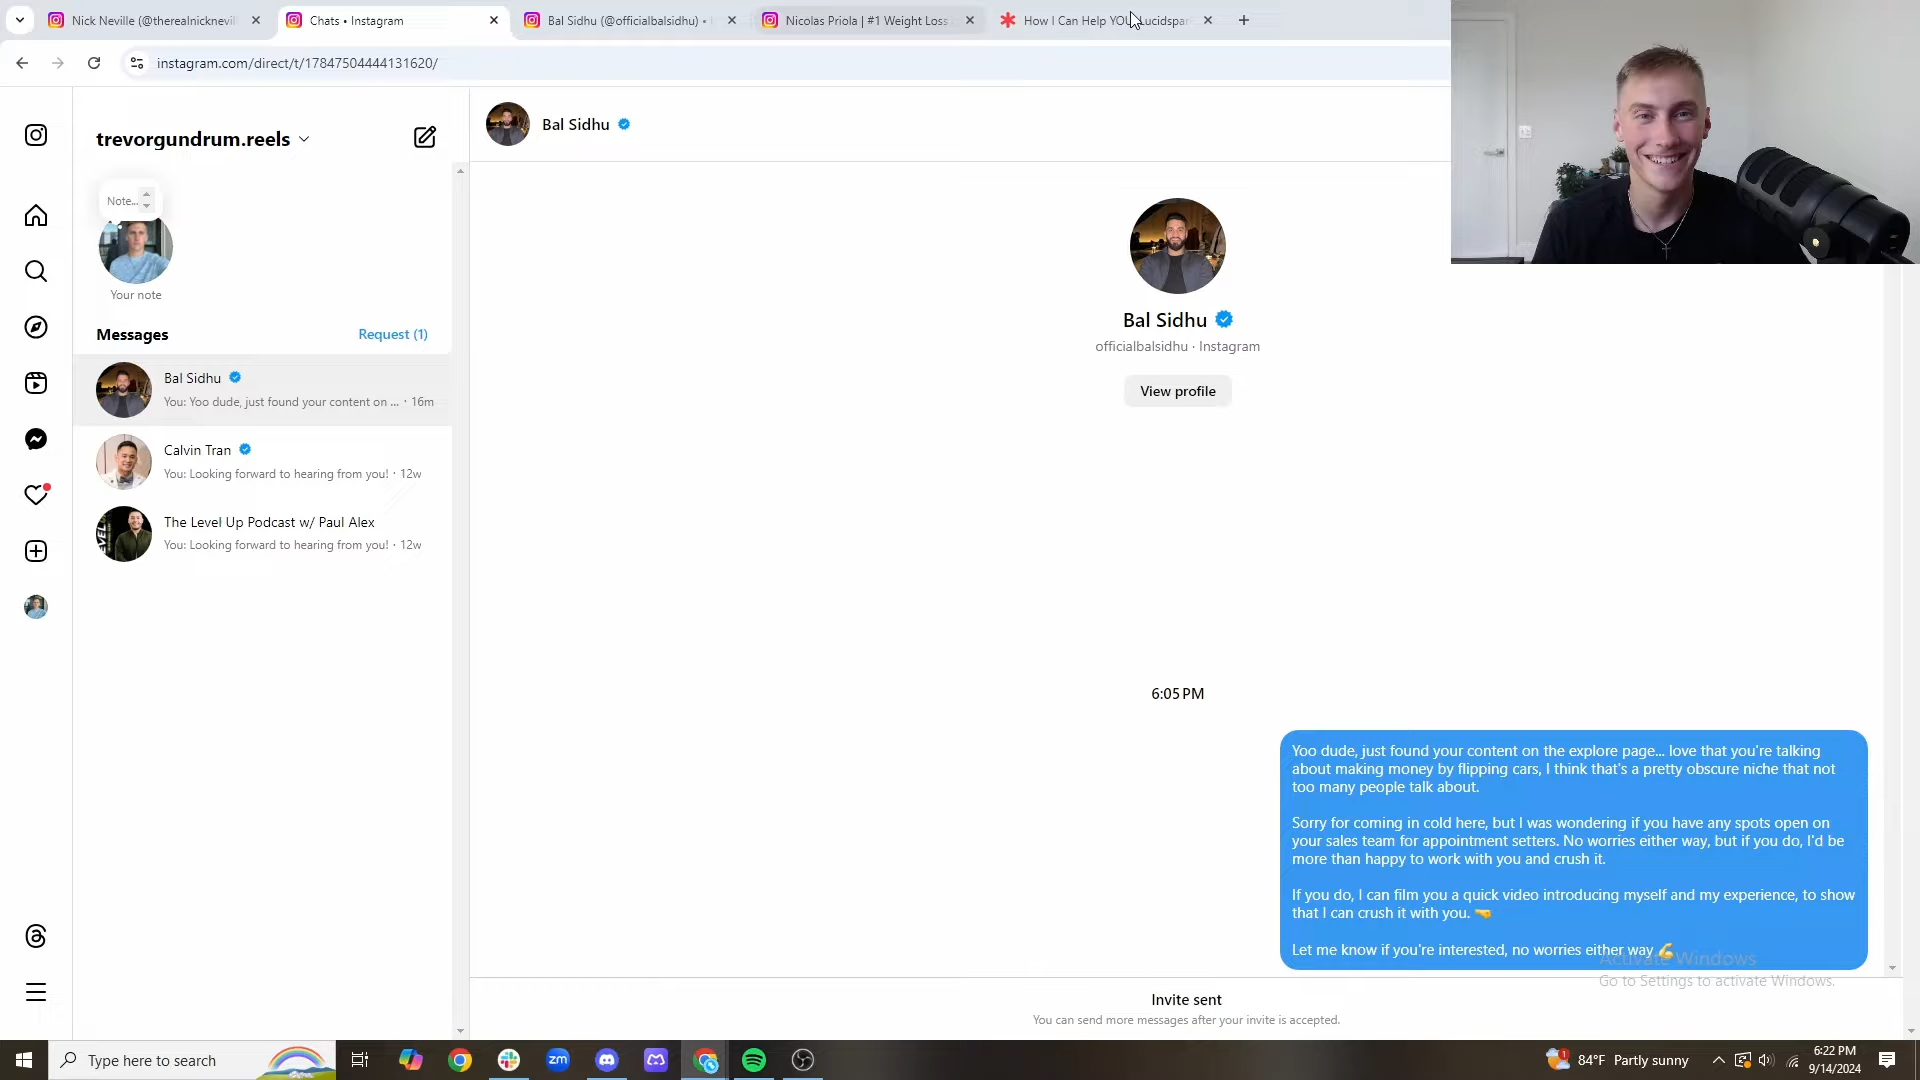 Nick Neville (@therealnicknevill
Chats • Instagram
Bal Sidhu (@officialbalsidhu) •
Nicolas Priola | #1 Weight Loss
How I Can Help YOU
Lucidspa
instagram.com/direct/t/17847504444131620/
trevorgundrum.reels
Note...
Your note
Messages
Request (1)
Bal Sidhu
You: Yoo dude, just found your content on ... · 16m
Calvin Tran
You: Looking forward to hearing from you! · 12w
The Level Up Podcast w/ Paul Alex
You: Looking forward to hearing from you! · 12w
Bal Sidhu
Bal Sidhu
officialbalsidhu · Instagram
View profile
6:05 PM
Yoo dude, just found your content on the explore page... love that you're talking
about making money by flipping cars, I think that's a pretty obscure niche that not
too many people talk about.
Sorry for coming in cold here, but I was wondering if you have any spots open on
your sales team for appointment setters. No worries either way, but if you do, I'd be
more than happy to work with you and crush it.
If you do, I can film you a quick video introducing myself and my experience, to show
that I can crush it with you. 🤜
Let me know if you're interested, no worries either way 💪
Activate Windows
Go to Settings to activate Windows.
Invite sent
You can send more messages after your invite is accepted.
Type here to search
zm
1
84°F Partly sunny
6:22 PM
9/14/2024